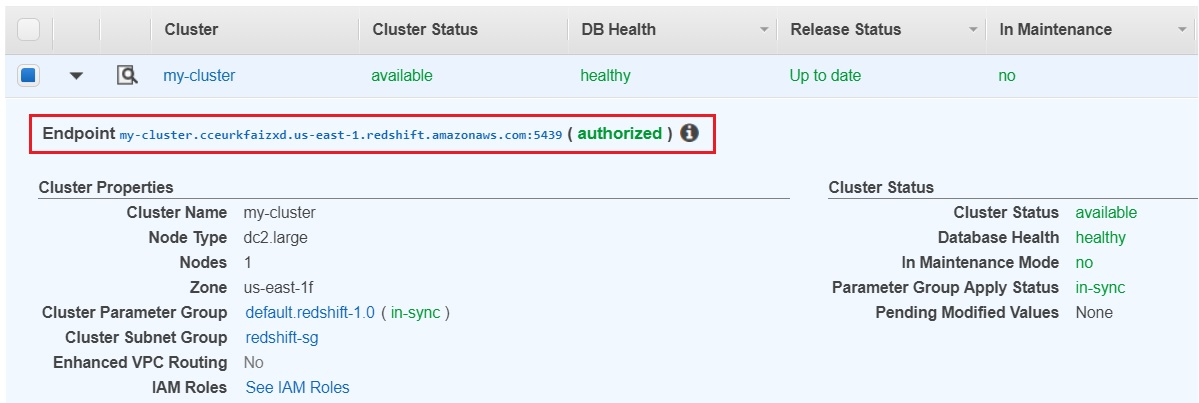 Cluster Cluster Status DB Health Release Status In Maintenance
my-cluster available healthy Up to date no
Endpoint my-cluster.cceurkfaizxd.us-east-1.redshift.amazonaws.com:5439 ( authorized )
Cluster Properties
Cluster Name my-cluster
Node Type dc2.large
Nodes 1
Zone us-east-1f
Cluster Parameter Group default.redshift-1.0 ( in-sync )
Cluster Subnet Group redshift-sg
Enhanced VPC Routing No
IAM Roles See IAM Roles
Cluster Status
Cluster Status available
Database Health healthy
In Maintenance Mode no
Parameter Group Apply Status in-sync
Pending Modified Values None